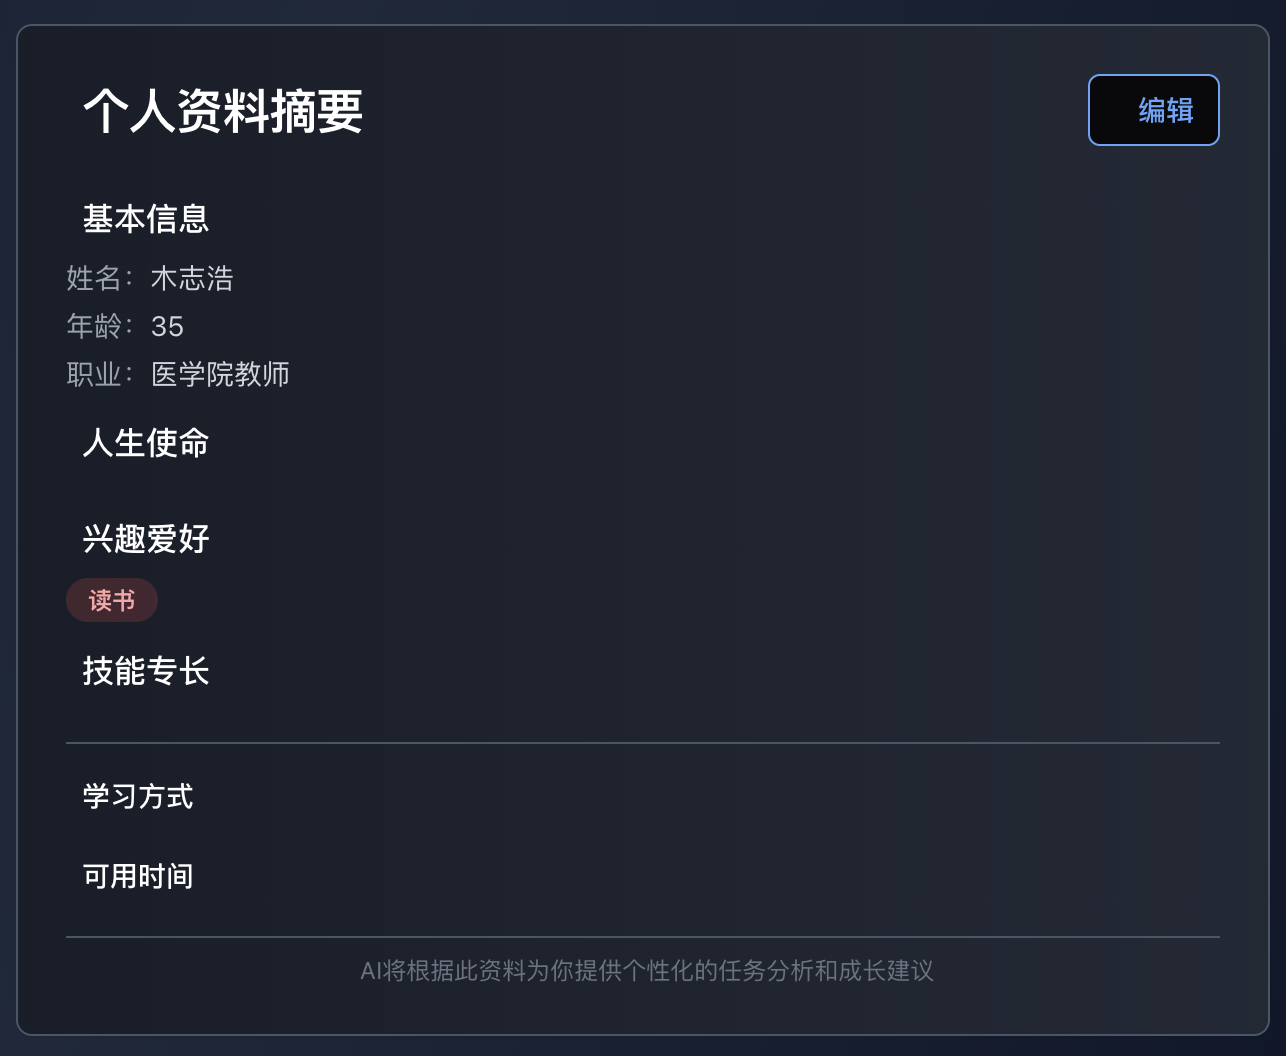 个人资料摘要
编辑
基本信息
姓名： 木志浩
年龄： 35
职业： 医学院教师
人生使命
兴趣爱好
读书
技能专长
学习方式
可用时间
AI将根据此资料为你提供个性化的任务分析和成长建议